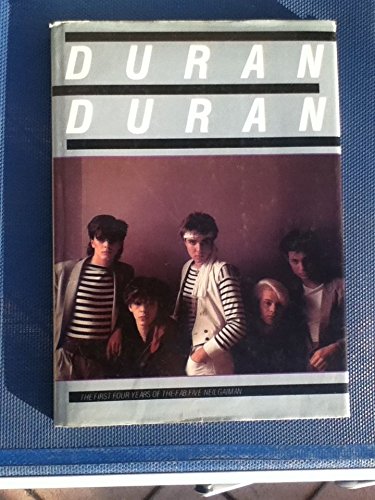 DURAN
DURAN
THE FIRST FOUR YEARS OF THE FAB FIVE NEIL GAIMAN